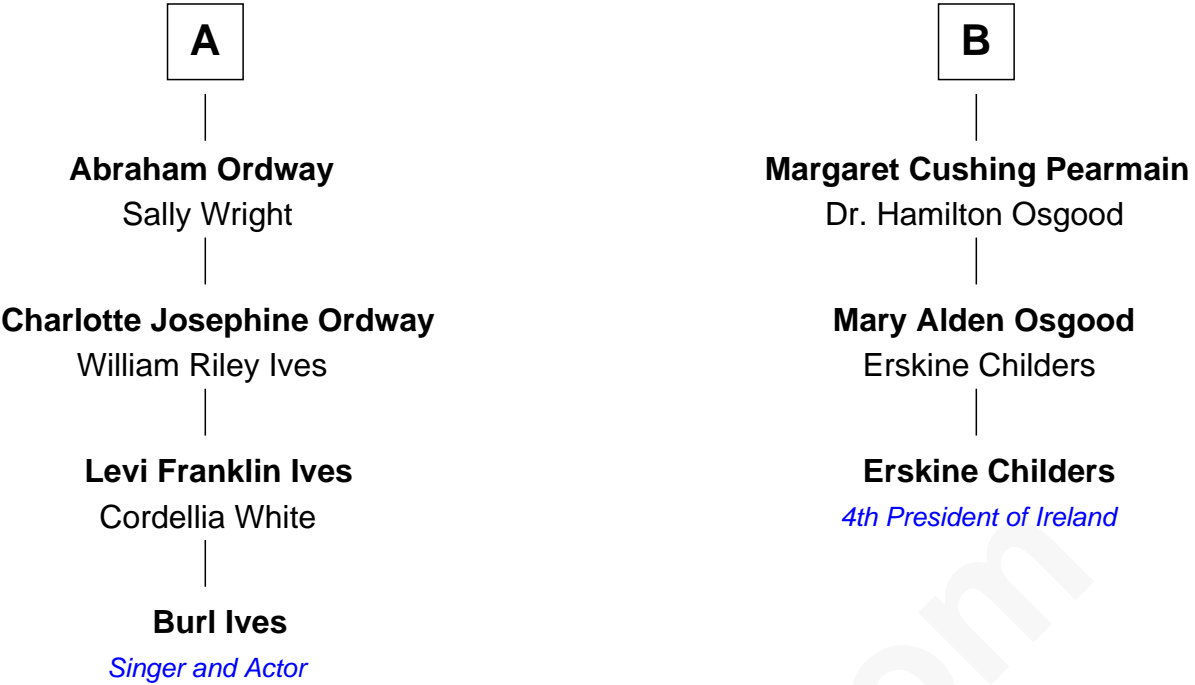 A
Abraham Ordway
Sally Wright
Charlotte Josephine Ordway
William Riley Ives
Levi Franklin Ives
Cordellia White
Burl Ives
Singer and Actor
B
Margaret Cushing Pearmain
Dr. Hamilton Osgood
Mary Alden Osgood
Erskine Childers
Erskine Childers
4th President of Ireland